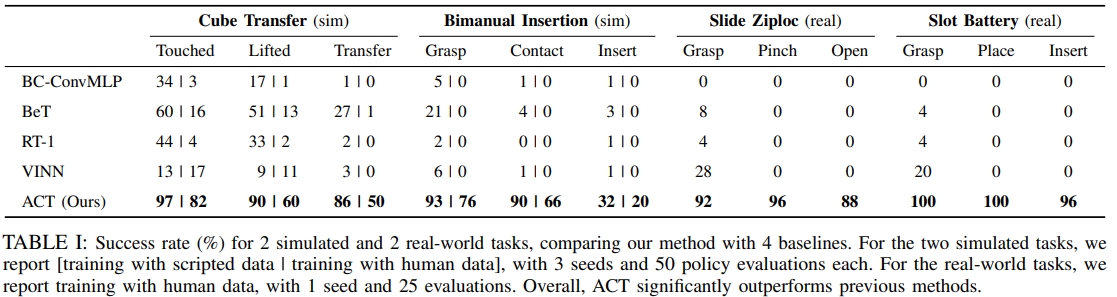 Cube Transfer (sim) Bimanual Insertion (sim) Slide Ziploc (real) Slot Battery (real)
Touched Lifted Transfer Grasp Contact Insert Grasp Pinch Open Grasp Place Insert
BC-ConvMLP 34 | 3 17 | 1 1 | 0 5 | 0 1 | 0 1 | 0 0 0 0 0 0 0
BeT 60 | 16 51 | 13 27 | 1 21 | 0 4 | 0 3 | 0 8 0 0 4 0 0
RT-1 44 | 4 33 | 2 2 | 0 2 | 0 0 | 0 1 | 0 4 0 0 4 0 0
VINN 13 | 17 9 | 11 3 | 0 6 | 0 1 | 0 1 | 0 28 0 0 20 0 0
ACT (Ours) 97 | 82 90 | 60 86 | 50 93 | 76 90 | 66 32 | 20 92 96 88 100 100 96
TABLE I: Success rate (%) for 2 simulated and 2 real-world tasks, comparing our method with 4 baselines. For the two simulated tasks, we
report [training with scripted data | training with human data], with 3 seeds and 50 policy evaluations each. For the real-world tasks, we
report training with human data, with 1 seed and 25 evaluations. Overall, ACT significantly outperforms previous methods.